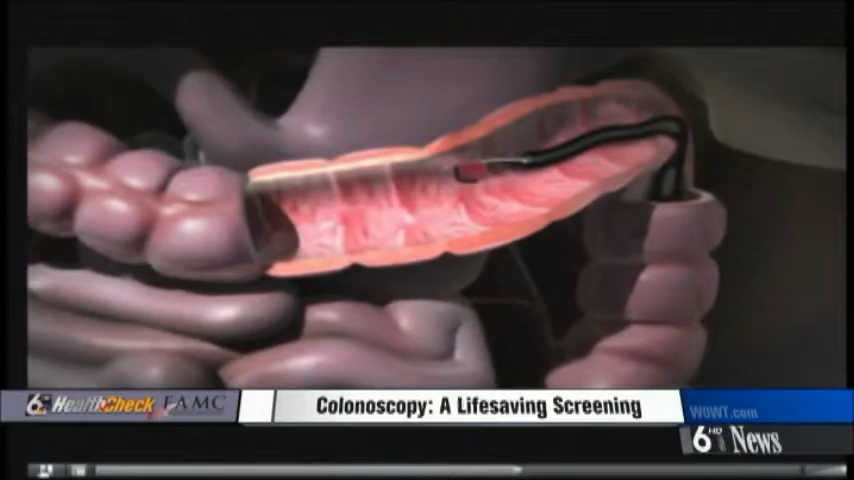 6 HealthCheck FAMC
Colonoscopy: A Lifesaving Screening
WOWT.com
6 HD News